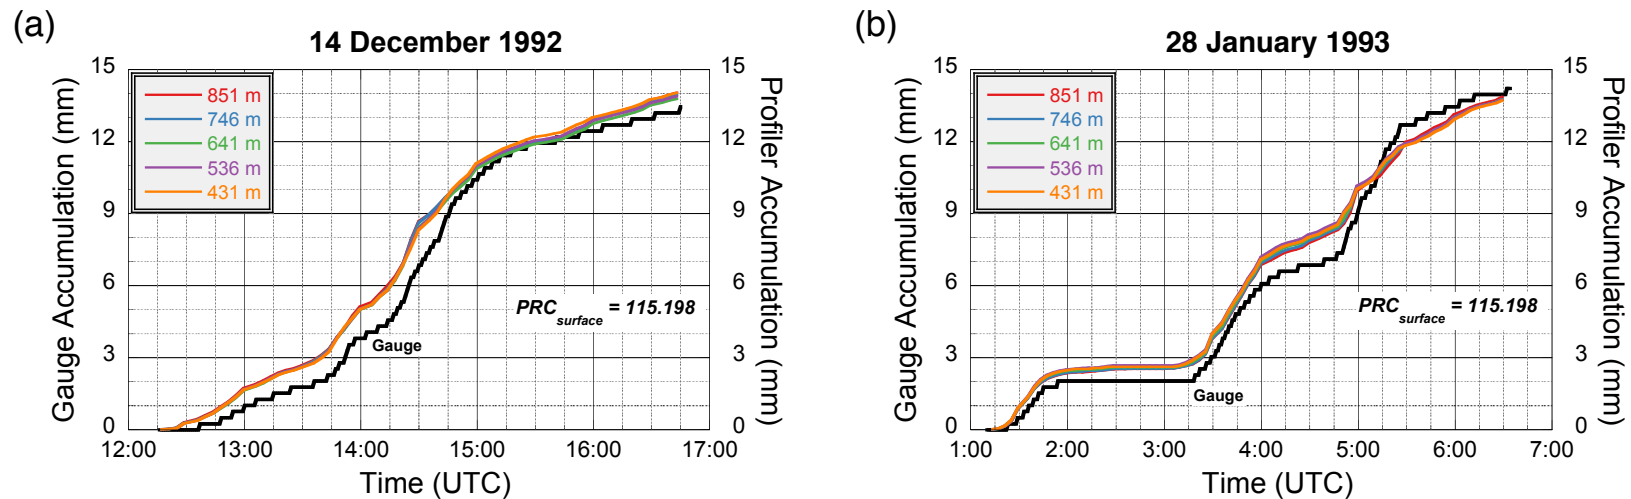 (a)
14 December 1992
15
12
9
6
3
0
Gauge Accumulation (mm)
851 m
746 m
641 m
536 m
431 m
PRC surface = 115.198
Gauge
15
12
9
6
3
0
Profiler Accumulation (mm)
12:00 13:00 14:00 15:00 16:00 17:00
Time (UTC)
(b)
28 January 1993
15
12
9
6
3
0
Gauge Accumulation (mm)
851 m
746 m
641 m
536 m
431 m
PRC surface = 115.198
Gauge
15
12
9
6
3
0
Profiler Accumulation (mm)
1:00 2:00 3:00 4:00 5:00 6:00 7:00
Time (UTC)